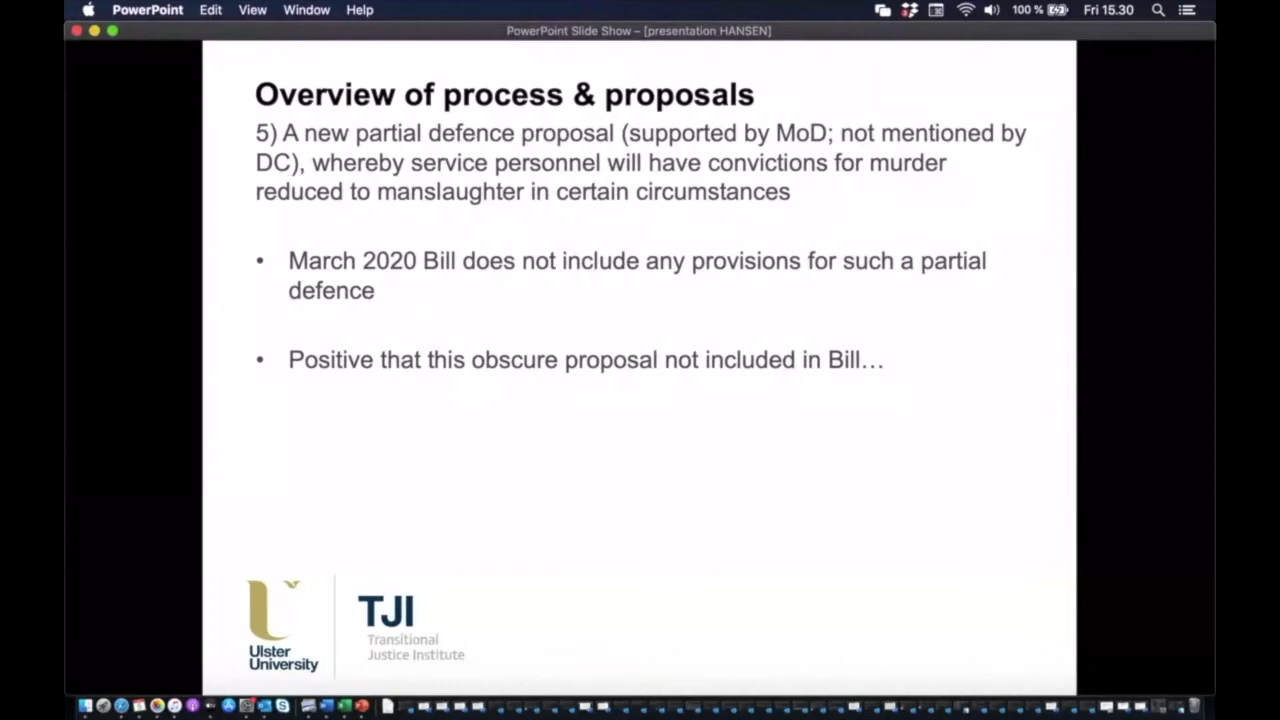 PowerPoint Edit View Window Help 100 % Fri 15.30
PowerPoint Slide Show – [presentation HANSEN]
Overview of process & proposals
5) A new partial defence proposal (supported by MoD; not mentioned by
DC), whereby service personnel will have convictions for murder
reduced to manslaughter in certain circumstances
• March 2020 Bill does not include any provisions for such a partial
defence
• Positive that this obscure proposal not included in Bill…
Ulster
University
TJI
Transitional
Justice Institute